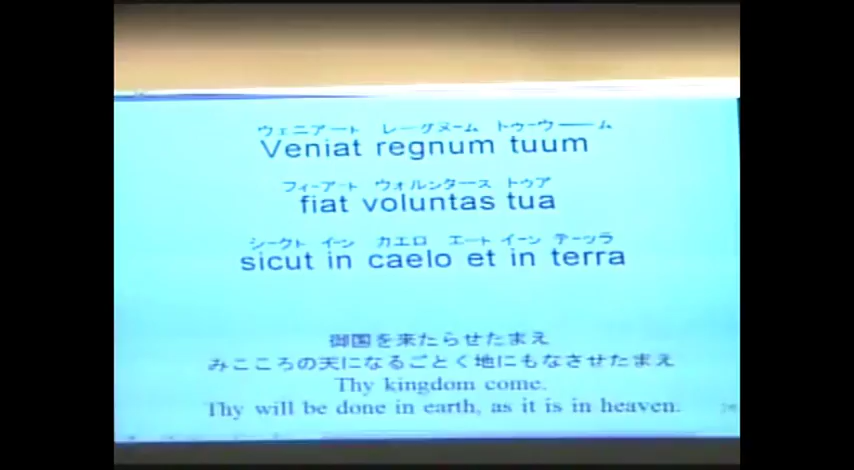 ウェニアート レーグヌーム トゥーウーーム
Veniat regnum tuum
フィーアート ウォルンタース トゥア
fiat voluntas tua
シークト イーン カエロ エート イーン テーッラ
sicut in caelo et in terra
御国を来たらせたまえ
みこころの天になるごとく地にもなさせたまえ
Thy kingdom come.
Thy will be done in earth, as it is in heaven.